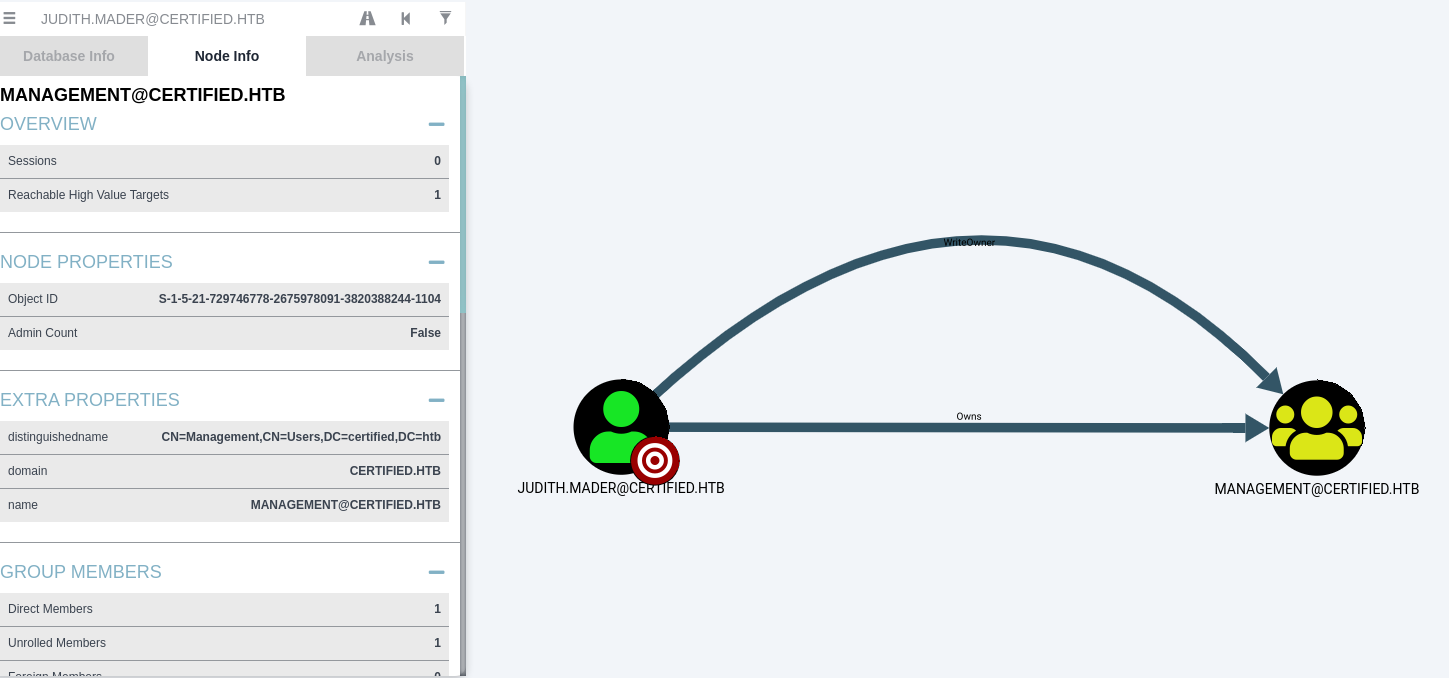 JUDITH.MADER@CERTIFIED.HTB
Database Info
Node Info
Analysis
MANAGEMENT@CERTIFIED.HTB
OVERVIEW
Sessions 0
Reachable High Value Targets 1
NODE PROPERTIES
Object ID S-1-5-21-729746778-2675978091-3820388244-1104
Admin Count False
EXTRA PROPERTIES
distinguishedname CN=Management,CN=Users,DC=certified,DC=htb
domain CERTIFIED.HTB
name MANAGEMENT@CERTIFIED.HTB
GROUP MEMBERS
Direct Members 1
Unrolled Members 1
Foreign Members 0
WriteOwner
Owns
JUDITH.MADER@CERTIFIED.HTB
MANAGEMENT@CERTIFIED.HTB